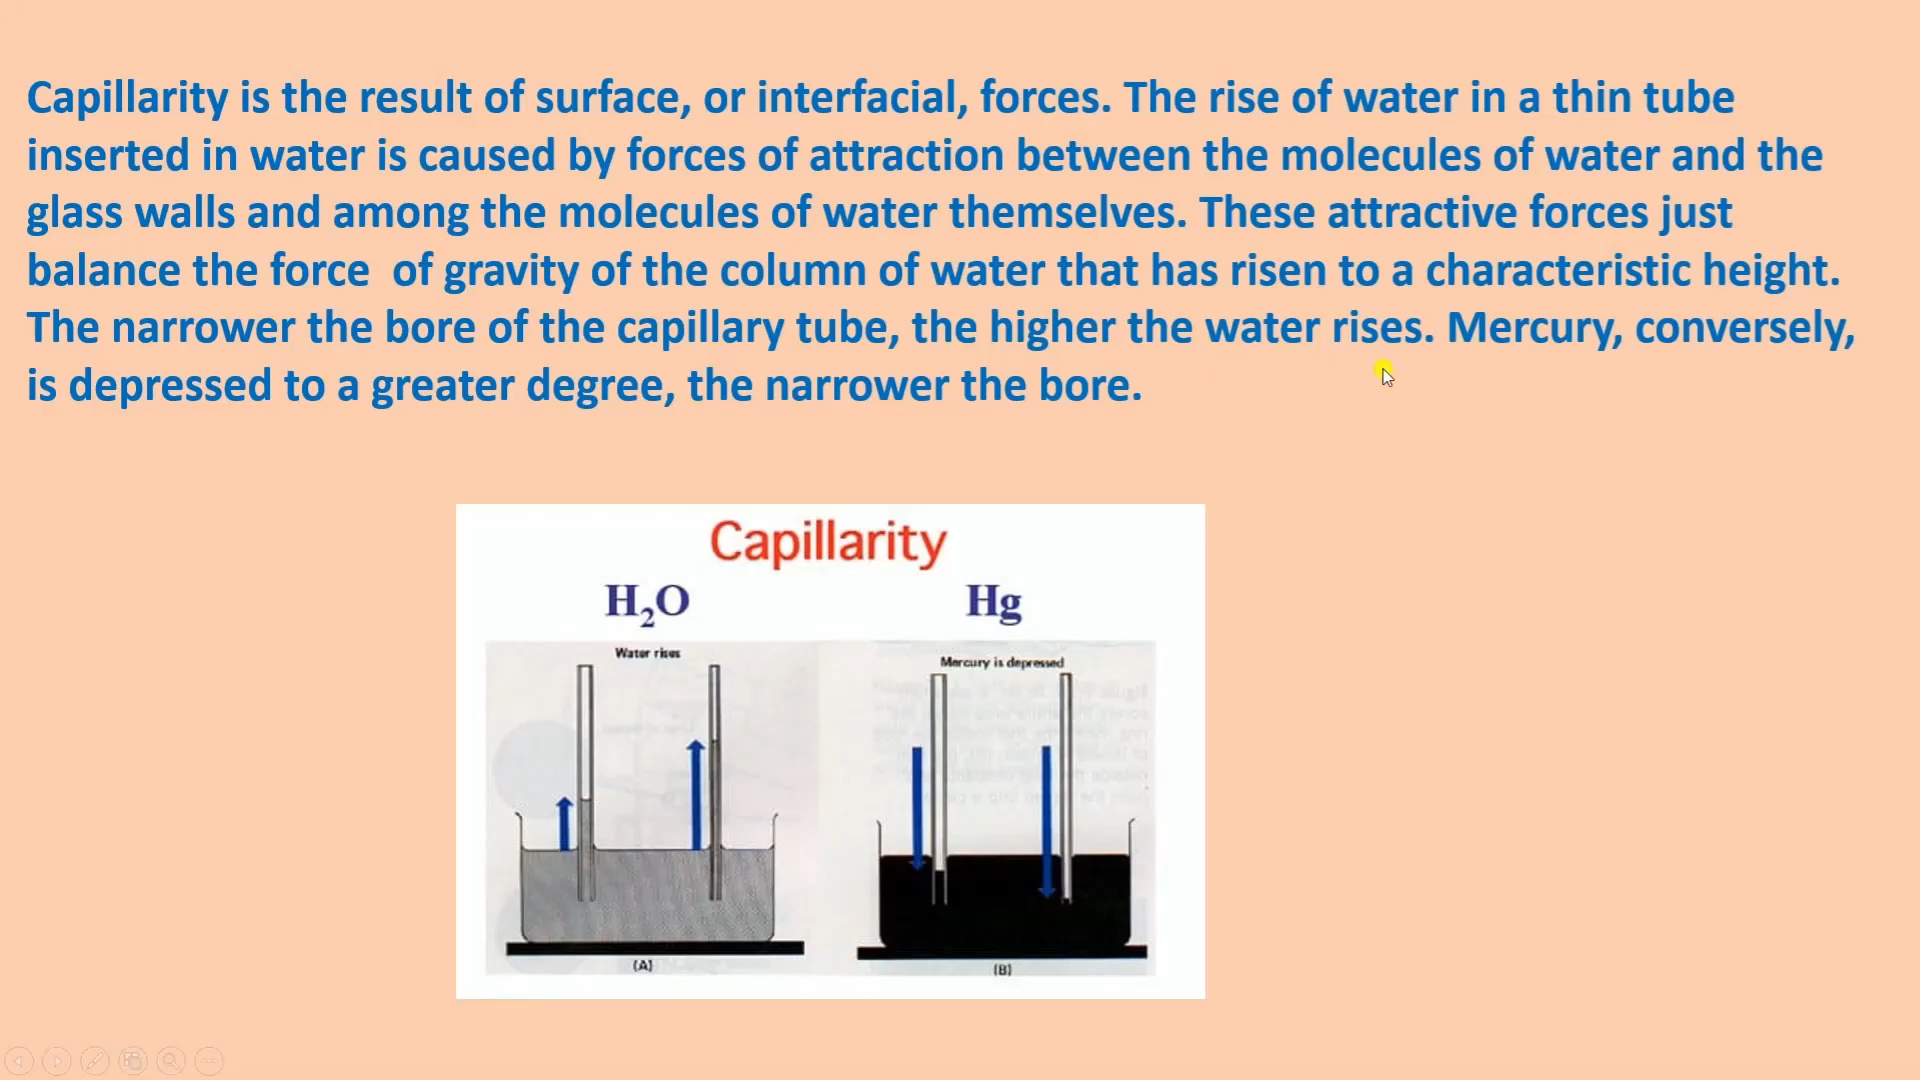 Capillarity is the result of surface, or interfacial, forces. The rise of water in a thin tube
inserted in water is caused by forces of attraction between the molecules of water and the
glass walls and among the molecules of water themselves. These attractive forces just
balance the force  of gravity of the column of water that has risen to a characteristic height.
The narrower the bore of the capillary tube, the higher the water rises. Mercury, conversely,
is depressed to a greater degree, the narrower the bore.
Capillarity
H₂O Hg
Water rises
Mercury is depressed
(A)
(B)